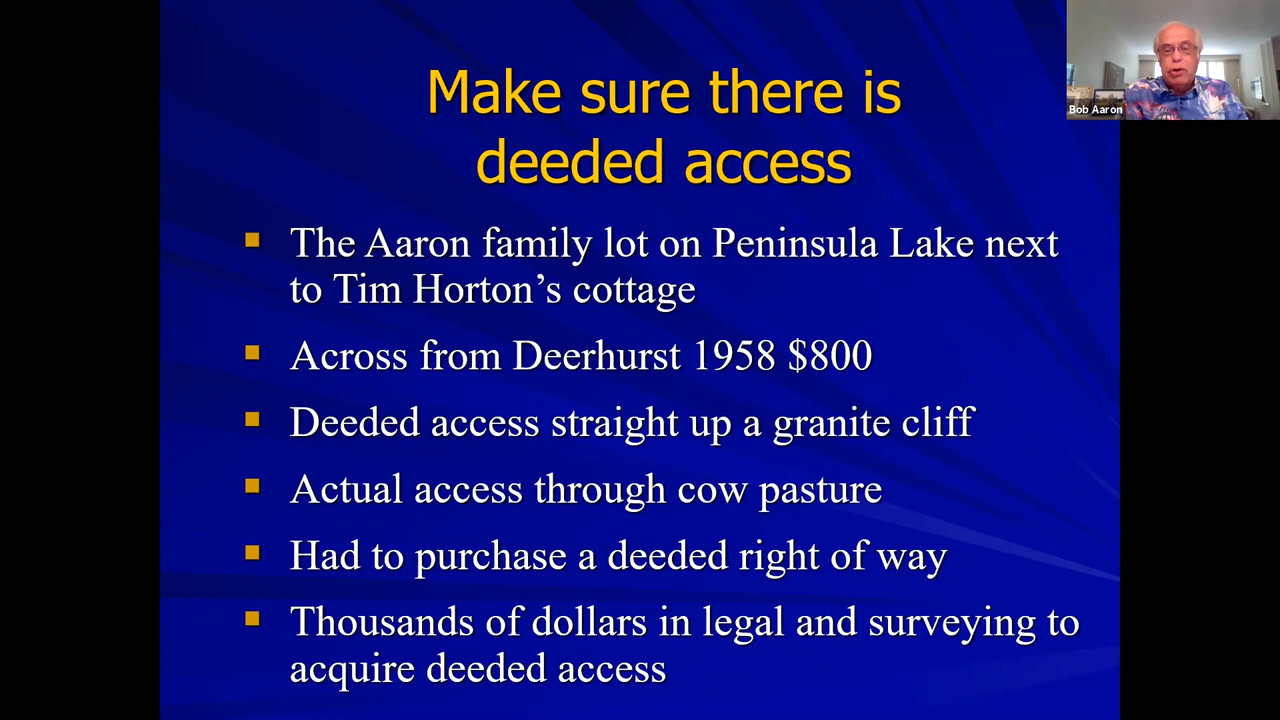 Make sure there is
deeded access
The Aaron family lot on Peninsula Lake next
to Tim Horton’s cottage
Across from Deerhurst 1958 $800
Deeded access straight up a granite cliff
Actual access through cow pasture
Had to purchase a deeded right of way
Thousands of dollars in legal and surveying to
acquire deeded access
Bob Aaron